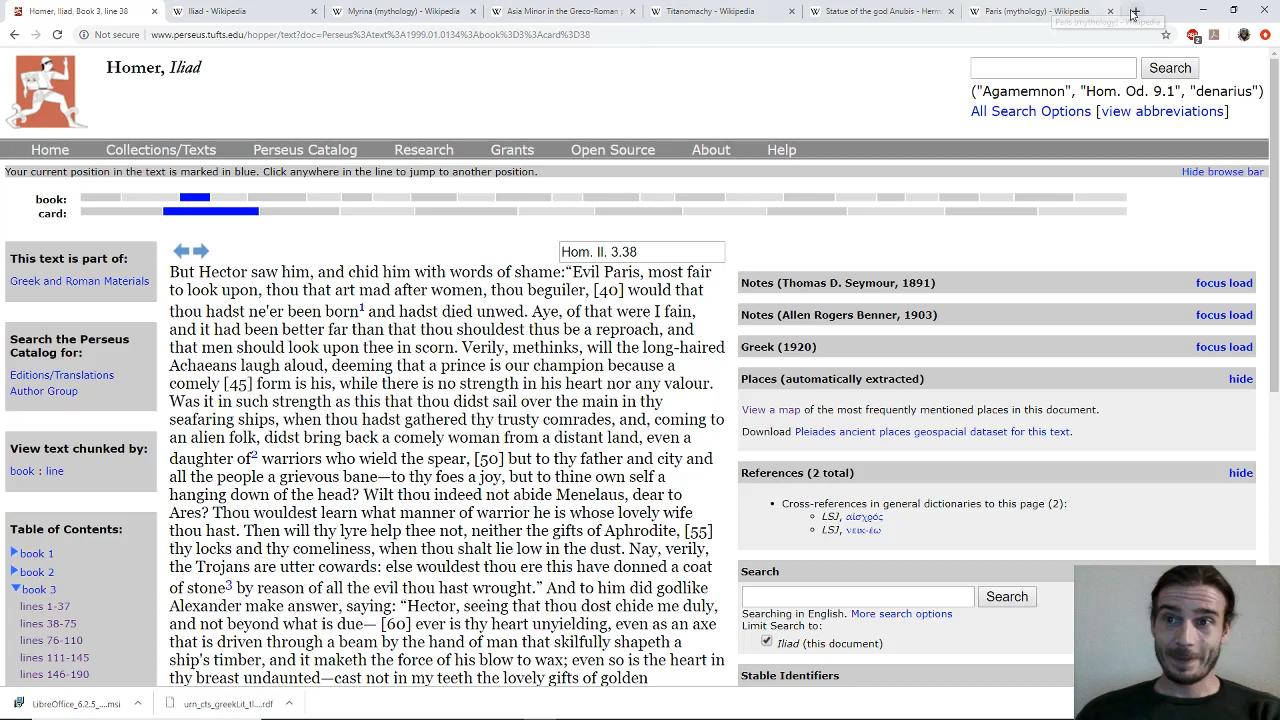 Homer, Iliad, Book 3, line 38
Iliad - Wikipedia
Myrina (mythology) - Wikipedia
Asia Minor in the Greco-Roman p
Titanomachy - Wikipedia
Statue of the god Anubis - Herm
Paris (mythology) - Wikipedia
Not secure
Paris (mythology) - Wikipedia
Homer, Iliad
Search
("Agamemnon", "Hom. Od. 9.1", "denarius")
All Search Options [view abbreviations]
Home Collections/Texts Perseus Catalog Research Grants Open Source About Help
Your current position in the text is marked in blue. Click anywhere in the line to jump to another position.
Hide browse bar
book:
card:
This text is part of:
Greek and Roman Materials
Search the Perseus
Catalog for:
Editions/Translations
Author Group
View text chunked by:
book : line
Table of Contents:
book 1
book 2
book 3
lines 1-37
lines 38-75
lines 76-110
lines 111-145
lines 146-190
Hom. Il. 3.38
But Hector saw him, and chid him with words of shame:“Evil Paris, most fair
to look upon, thou that art mad after women, thou beguiler, [40] would that
thou hadst ne'er been born1 and hadst died unwed. Aye, of that were I fain,
and it had been better far than that thou shouldest thus be a reproach, and
that men should look upon thee in scorn. Verily, methinks, will the long-haired
Achaeans laugh aloud, deeming that a prince is our champion because a
comely [45] form is his, while there is no strength in his heart nor any valour.
Was it in such strength as this that thou didst sail over the main in thy
seafaring ships, when thou hadst gathered thy trusty comrades, and, coming to
an alien folk, didst bring back a comely woman from a distant land, even a
daughter of2 warriors who wield the spear, [50] but to thy father and city and
all the people a grievous bane—to thy foes a joy, but to thine own self a
hanging down of the head? Wilt thou indeed not abide Menelaus, dear to
Ares? Thou wouldest learn what manner of warrior he is whose lovely wife
thou hast. Then will thy lyre help thee not, neither the gifts of Aphrodite, [55]
thy locks and thy comeliness, when thou shalt lie low in the dust. Nay, verily,
the Trojans are utter cowards: else wouldest thou ere this have donned a coat
of stone3 by reason of all the evil thou hast wrought.” And to him did godlike
Alexander make answer, saying: “Hector, seeing that thou dost chide me duly,
and not beyond what is due— [60] ever is thy heart unyielding, even as an axe
that is driven through a beam by the hand of man that skilfully shapeth a
ship's timber, and it maketh the force of his blow to wax; even so is the heart in
thy breast undaunted—cast not in my teeth the lovely gifts of golden
Notes (Thomas D. Seymour, 1891)
focus load
Notes (Allen Rogers Benner, 1903)
focus load
Greek (1920)
focus load
Places (automatically extracted)
hide
View a map of the most frequently mentioned places in this document.
Download Pleiades ancient places geospacial dataset for this text.
References (2 total)
hide
Cross-references in general dictionaries to this page (2):
LSJ, αἰσχρός
LSJ, νεικ-έω
Search
Search
Searching in English. More search options
Limit Search to:
Iliad (this document)
Stable Identifiers
LibreOffice_6.2.5_....msi
urn_cts_greekLit_tl....rdf